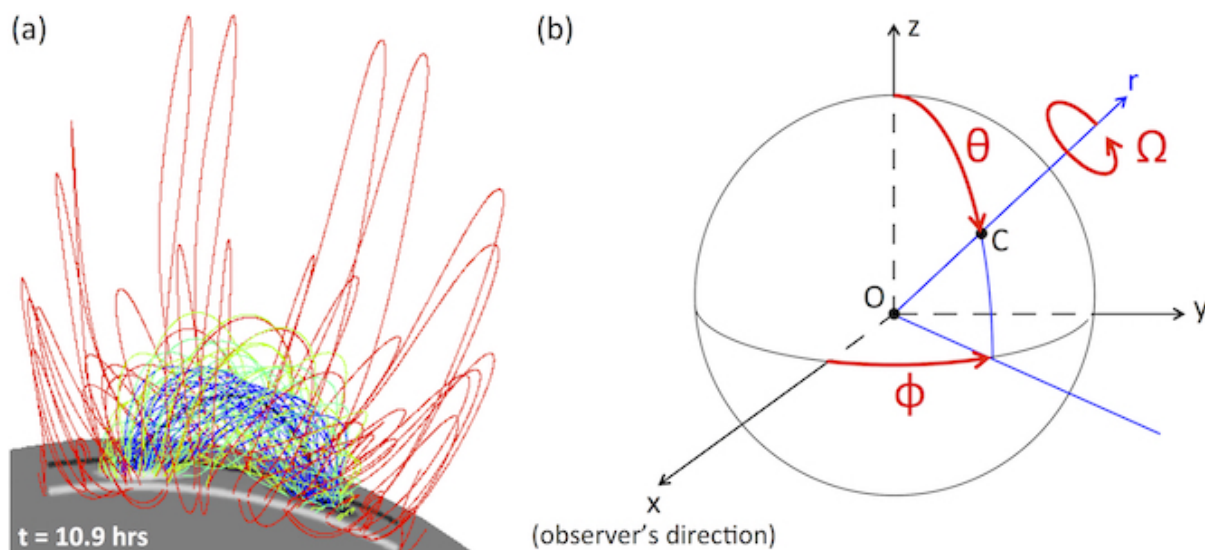 (a)
t = 10.9 hrs
(b)
z
r
θ
Ω
C
O
y
ϕ
x
(observer's direction)